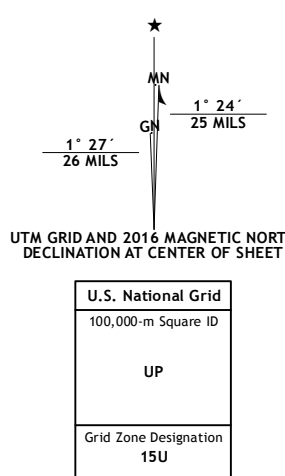 MN
1° 24´
25 MILS
GN
1° 27´
26 MILS
UTM GRID AND 2016 MAGNETIC NORT
DECLINATION AT CENTER OF SHEET
U.S. National Grid
100,000-m Square ID
UP
Grid Zone Designation
15U